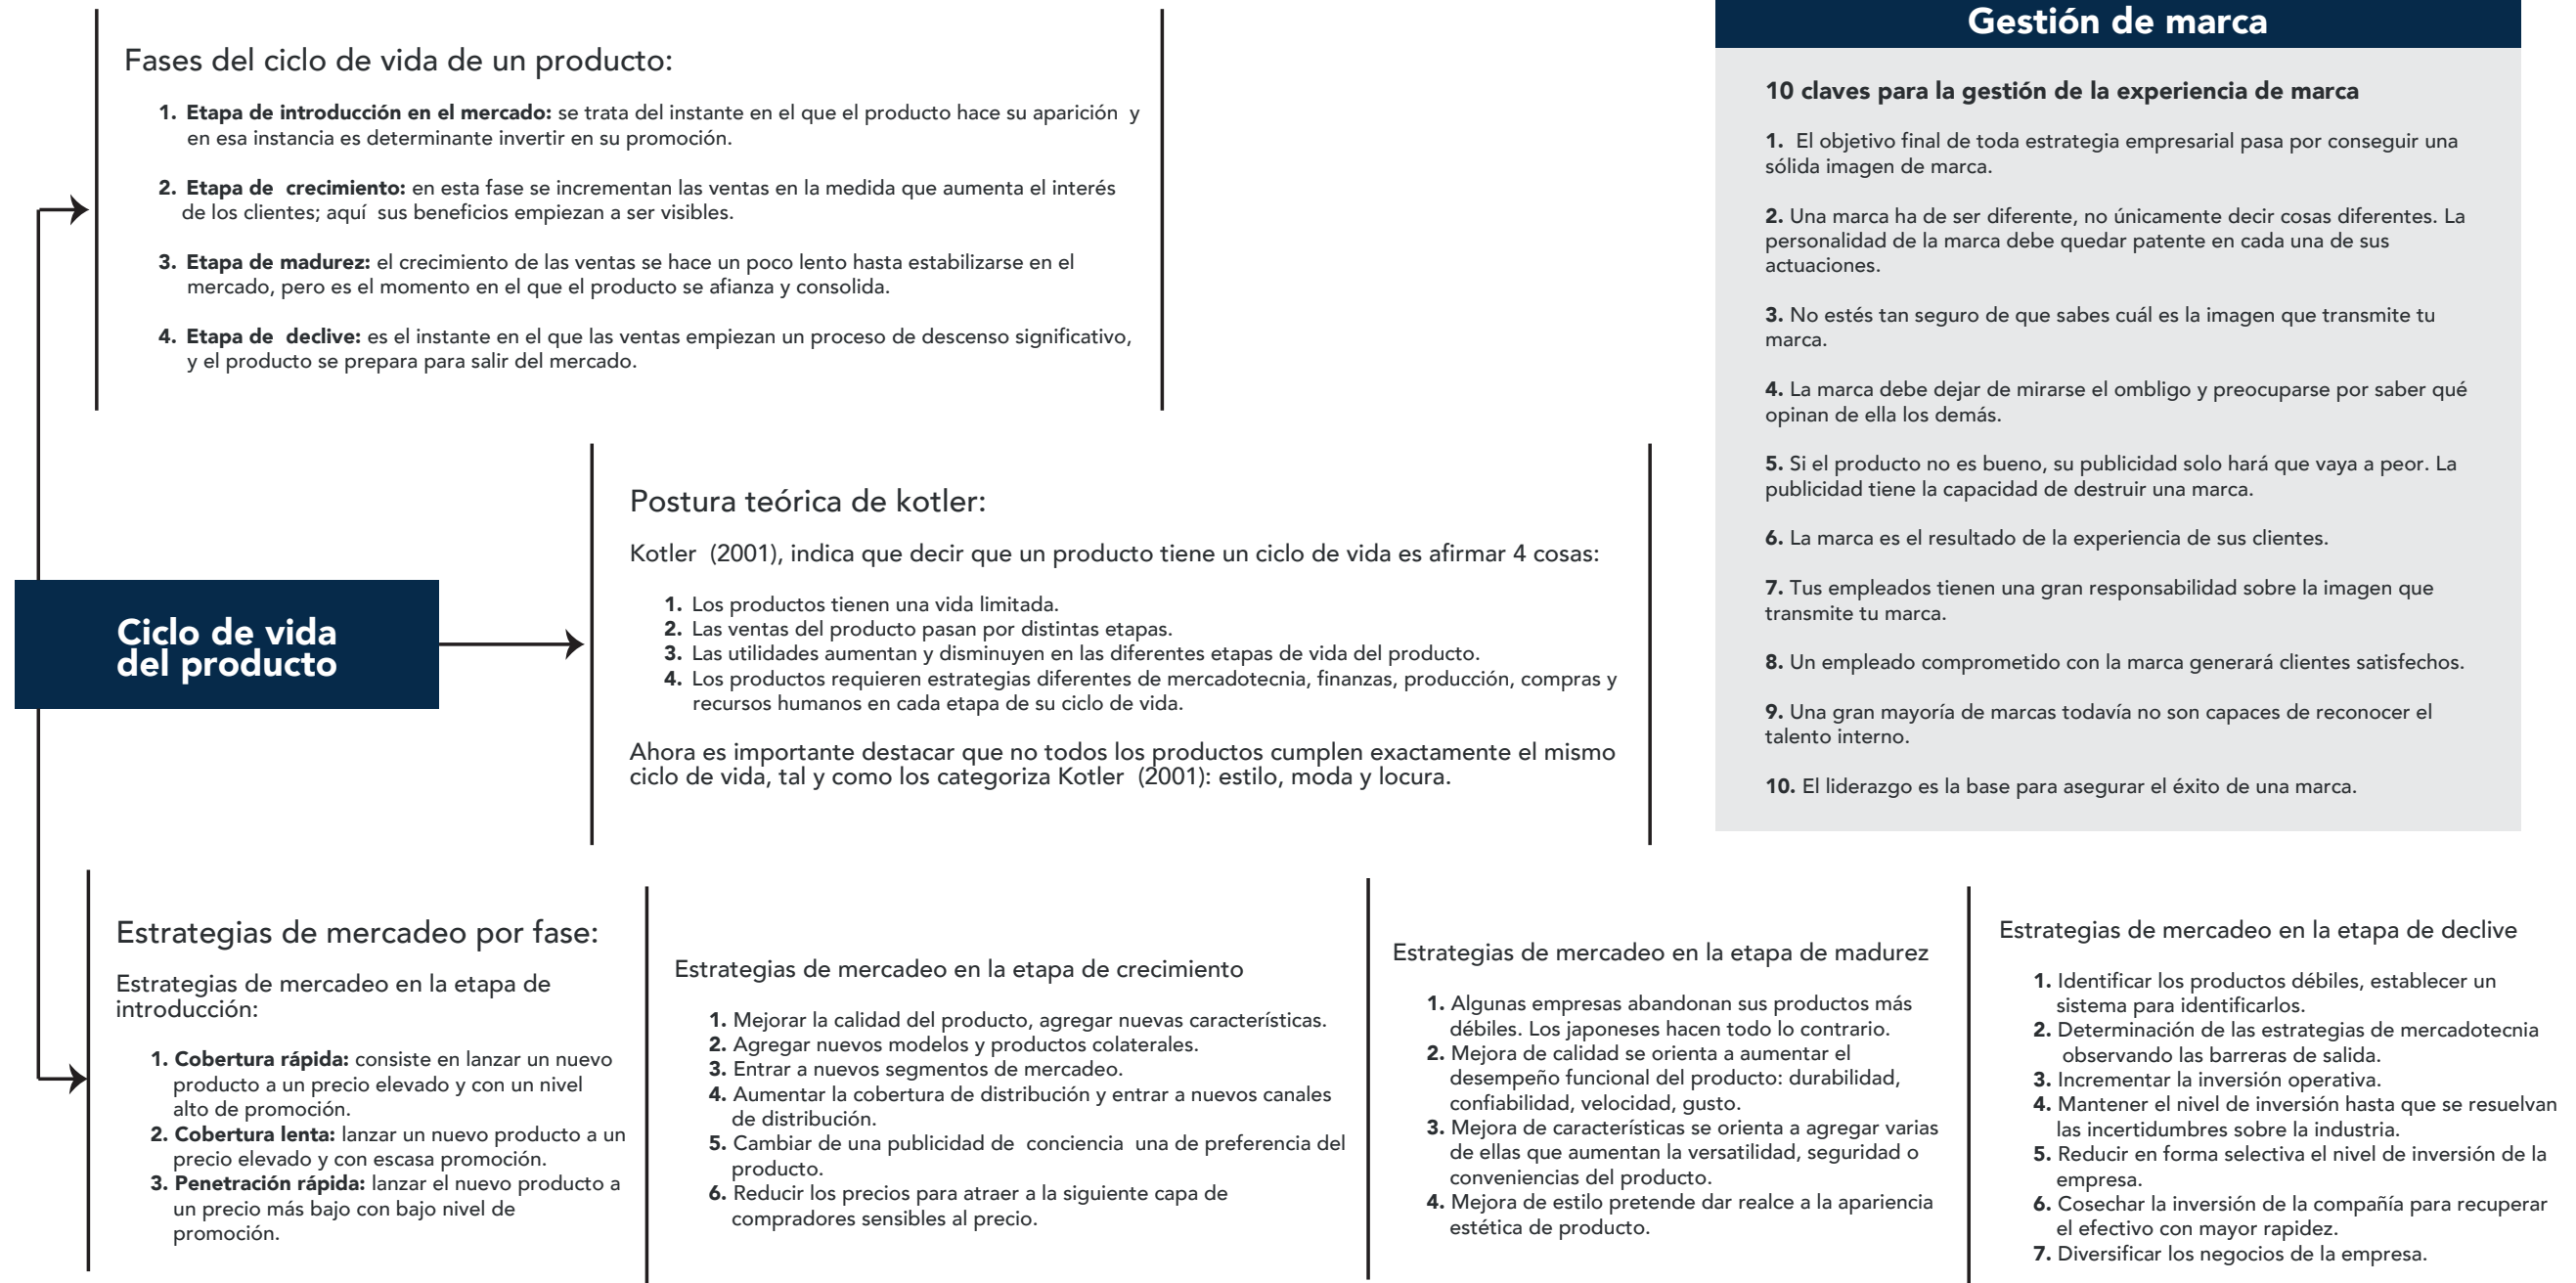 Fases del ciclo de vida de un producto:
1. Etapa de introducción en el mercado: se trata del instante en el que el producto hace su aparición y
en esa instancia es determinante invertir en su promoción.
2. Etapa de crecimiento: en esta fase se incrementan las ventas en la medida que aumenta el interés
de los clientes; aquí sus beneficios empiezan a ser visibles.
3. Etapa de madurez: el crecimiento de las ventas se hace un poco lento hasta estabilizarse en el
mercado, pero es el momento en el que el producto se afianza y consolida.
4. Etapa de declive: es el instante en el que las ventas empiezan un proceso de descenso significativo,
y el producto se prepara para salir del mercado.
Ciclo de vida
del producto
Postura teórica de kotler:
Kotler (2001), indica que decir que un producto tiene un ciclo de vida es afirmar 4 cosas:
1. Los productos tienen una vida limitada.
2. Las ventas del producto pasan por distintas etapas.
3. Las utilidades aumentan y disminuyen en las diferentes etapas de vida del producto.
4. Los productos requieren estrategias diferentes de mercadotecnia, finanzas, producción, compras y
recursos humanos en cada etapa de su ciclo de vida.
Ahora es importante destacar que no todos los productos cumplen exactamente el mismo
ciclo de vida, tal y como los categoriza Kotler (2001): estilo, moda y locura.
Gestión de marca
10 claves para la gestión de la experiencia de marca
1. El objetivo final de toda estrategia empresarial pasa por conseguir una
sólida imagen de marca.
2. Una marca ha de ser diferente, no únicamente decir cosas diferentes. La
personalidad de la marca debe quedar patente en cada una de sus
actuaciones.
3. No estés tan seguro de que sabes cuál es la imagen que transmite tu
marca.
4. La marca debe dejar de mirarse el ombligo y preocuparse por saber qué
opinan de ella los demás.
5. Si el producto no es bueno, su publicidad solo hará que vaya a peor. La
publicidad tiene la capacidad de destruir una marca.
6. La marca es el resultado de la experiencia de sus clientes.
7. Tus empleados tienen una gran responsabilidad sobre la imagen que
transmite tu marca.
8. Un empleado comprometido con la marca generará clientes satisfechos.
9. Una gran mayoría de marcas todavía no son capaces de reconocer el
talento interno.
10. El liderazgo es la base para asegurar el éxito de una marca.
Estrategias de mercadeo por fase:
Estrategias de mercadeo en la etapa de
introducción:
1. Cobertura rápida: consiste en lanzar un nuevo
producto a un precio elevado y con un nivel
alto de promoción.
2. Cobertura lenta: lanzar un nuevo producto a un
precio elevado y con escasa promoción.
3. Penetración rápida: lanzar el nuevo producto a
un precio más bajo con bajo nivel de
promoción.
Estrategias de mercadeo en la etapa de crecimiento
1. Mejorar la calidad del producto, agregar nuevas características.
2. Agregar nuevos modelos y productos colaterales.
3. Entrar a nuevos segmentos de mercadeo.
4. Aumentar la cobertura de distribución y entrar a nuevos canales
de distribución.
5. Cambiar de una publicidad de conciencia una de preferencia del
producto.
6. Reducir los precios para atraer a la siguiente capa de
compradores sensibles al precio.
Estrategias de mercadeo en la etapa de madurez
1. Algunas empresas abandonan sus productos más
débiles. Los japoneses hacen todo lo contrario.
2. Mejora de calidad se orienta a aumentar el
desempeño funcional del producto: durabilidad,
confiabilidad, velocidad, gusto.
3. Mejora de características se orienta a agregar varias
de ellas que aumentan la versatilidad, seguridad o
conveniencias del producto.
4. Mejora de estilo pretende dar realce a la apariencia
estética de producto.
Estrategias de mercadeo en la etapa de declive
1. Identificar los productos débiles, establecer un
sistema para identificarlos.
2. Determinación de las estrategias de mercadotecnia
observando las barreras de salida.
3. Incrementar la inversión operativa.
4. Mantener el nivel de inversión hasta que se resuelvan
las incertidumbres sobre la industria.
5. Reducir en forma selectiva el nivel de inversión de la
empresa.
6. Cosechar la inversión de la compañía para recuperar
el efectivo con mayor rapidez.
7. Diversificar los negocios de la empresa.